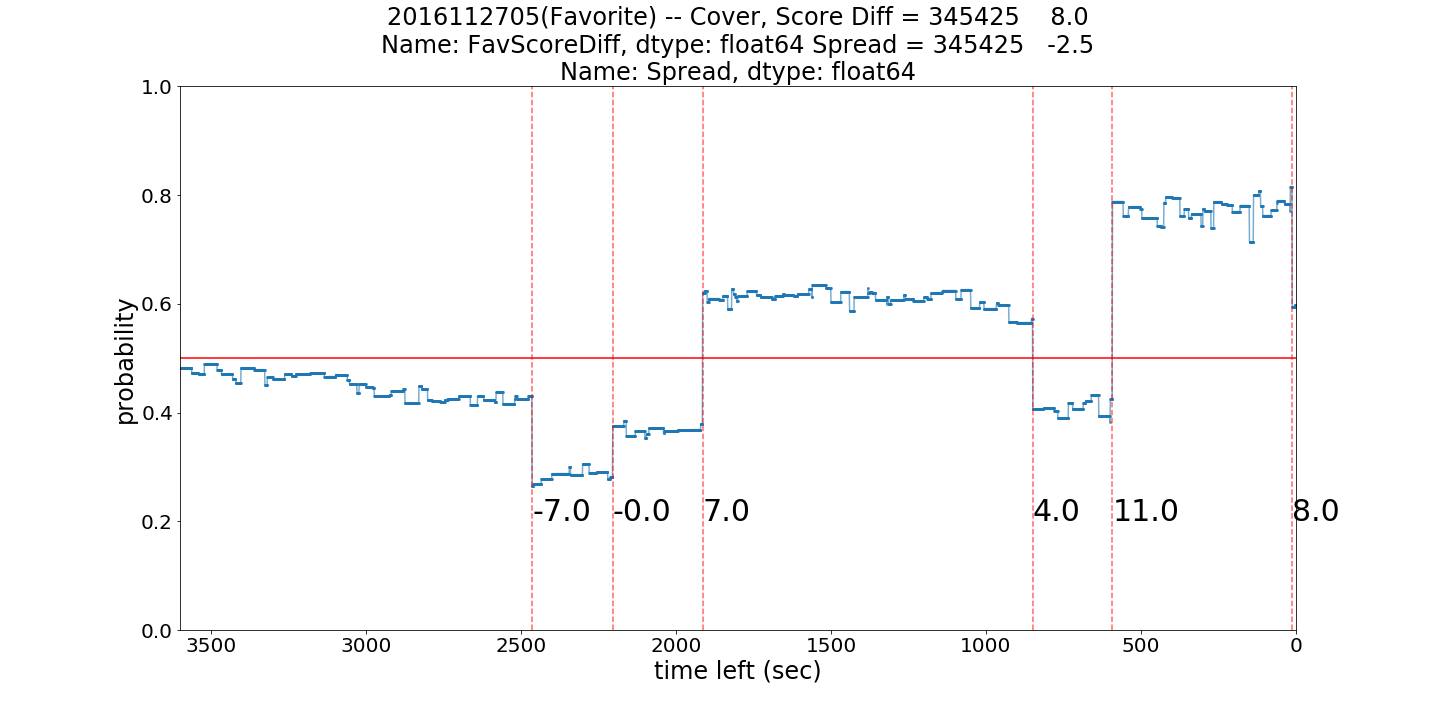 2016112705(Favorite) -- Cover, Score Diff = 345425    8.0
Name: FavScoreDiff, dtype: float64 Spread = 345425   -2.5
Name: Spread, dtype: float64
1.0
0.8
0.6
0.4
0.2
0.0
probability
-7.0 -0.0 7.0 4.0 11.0 8.0
3500 3000 2500 2000 1500 1000 500 0
time left (sec)